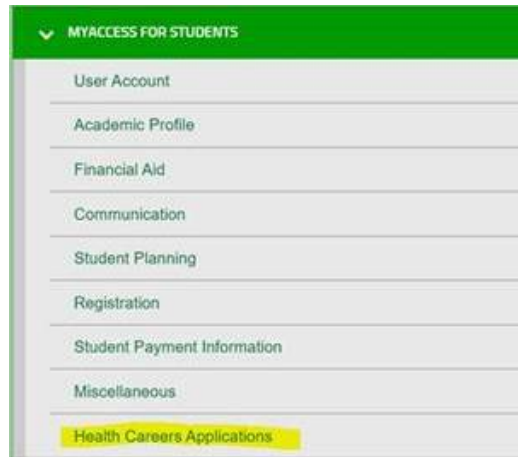 MYACCESS FOR STUDENTS
User Account
Academic Profile
Financial Aid
Communication
Student Planning
Registration
Student Payment Information
Miscellaneous
Health Careers Applications